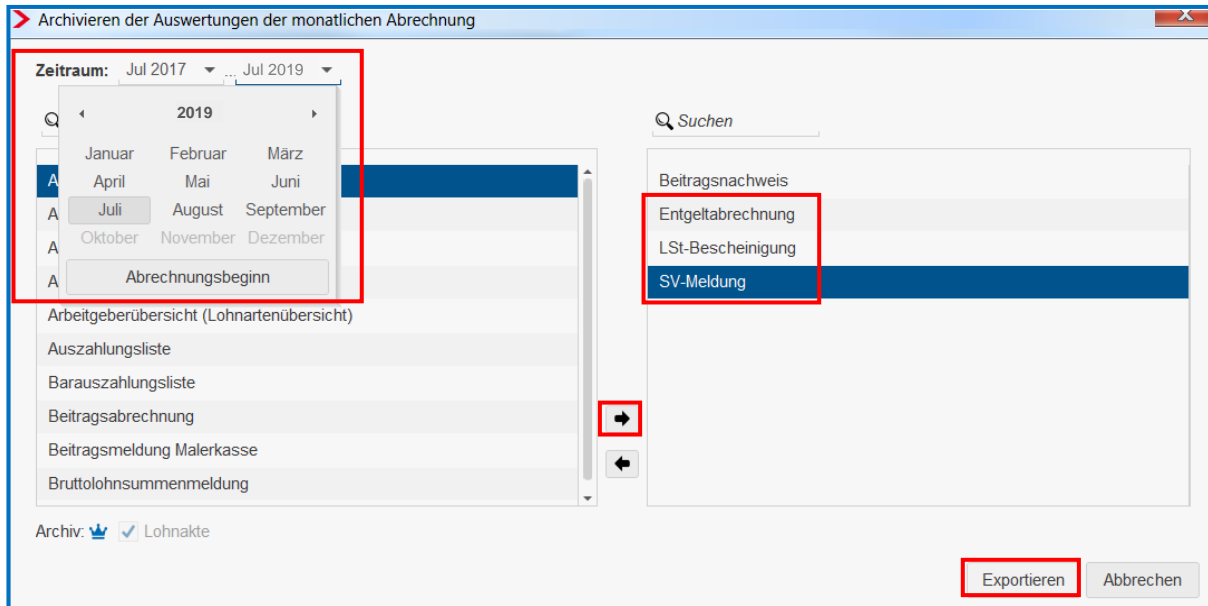 Archivieren der Auswertungen der monatlichen Abrechnung
X
Zeitraum: Jul 2017 ... Jul 2019
2019
Januar Februar März
April Mai Juni
Juli August September
Oktober November Dezember
Abrechnungsbeginn
A
A
A
A
Arbeitgeberübersicht (Lohnartenübersicht)
Auszahlungsliste
Barauszahlungsliste
Beitragsabrechnung
Beitragsmeldung Malerkasse
Bruttolohnsummenmeldung
Suchen
Beitragsnachweis
Entgeltabrechnung
LSt-Bescheinigung
SV-Meldung
Archiv: Lohnakte
Exportieren Abbrechen